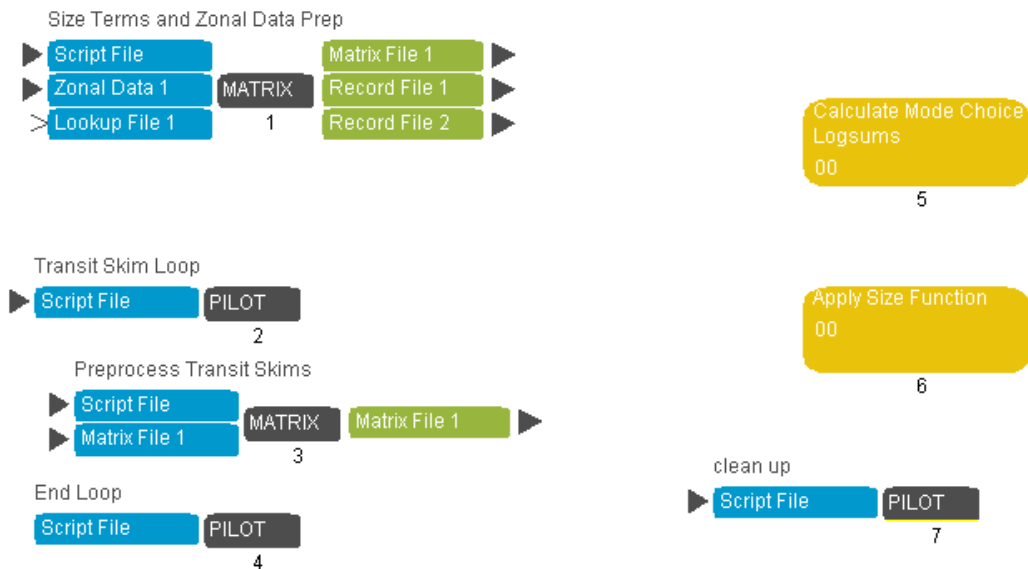 Size Terms and Zonal Data Prep
Script File
Matrix File 1
Zonal Data 1
MATRIX
Record File 1
Lookup File 1
1
Record File 2
Transit Skim Loop
Script File
PILOT
2
Preprocess Transit Skims
Script File
MATRIX
Matrix File 1
Matrix File 1
3
End Loop
Script File
PILOT
4
Calculate Mode Choice
Logsums
00
5
Apply Size Function
00
6
clean up
Script File
PILOT
7